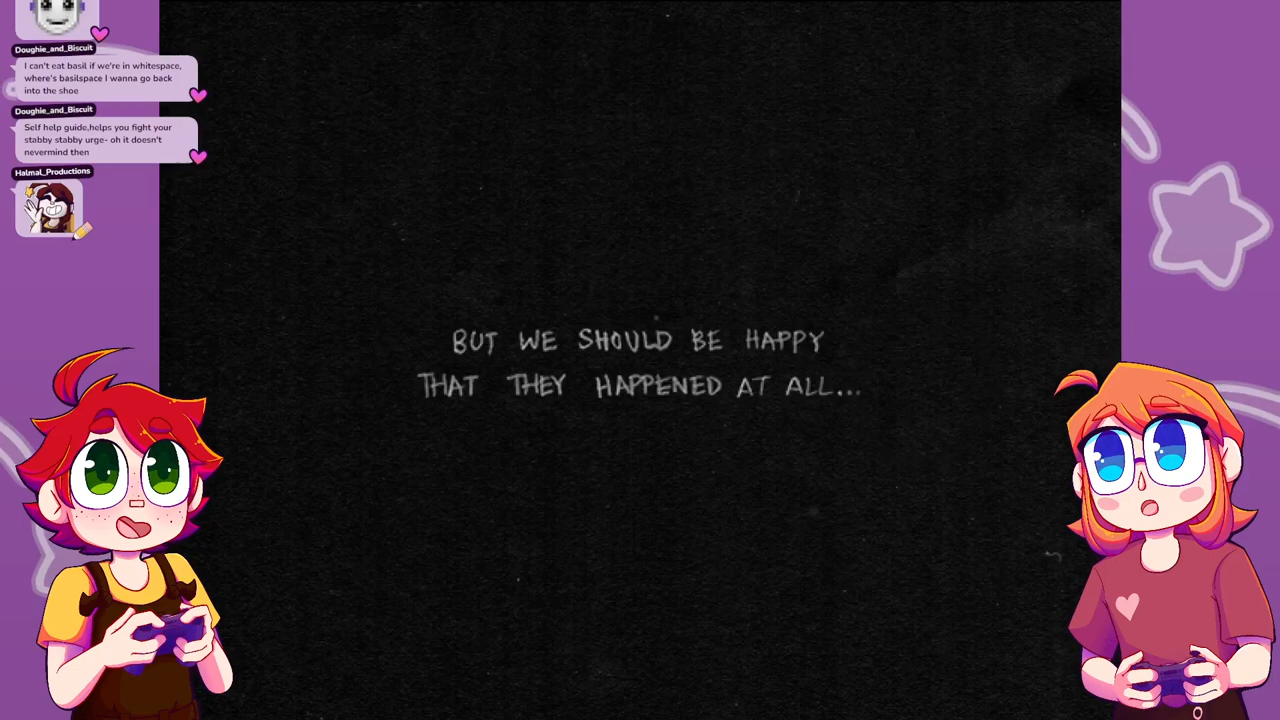 Doughie_and_Biscuit
I can't eat basil if we're in whitespace,
where's basilspace I wanna go back
into the shoe
Doughie_and_Biscuit
Self help guide,helps you fight your
stabby stabby urge- oh it doesn't
nevermind then
Halmal_Productions
BUT WE SHOULD BE HAPPY
THAT THEY HAPPENED AT ALL...